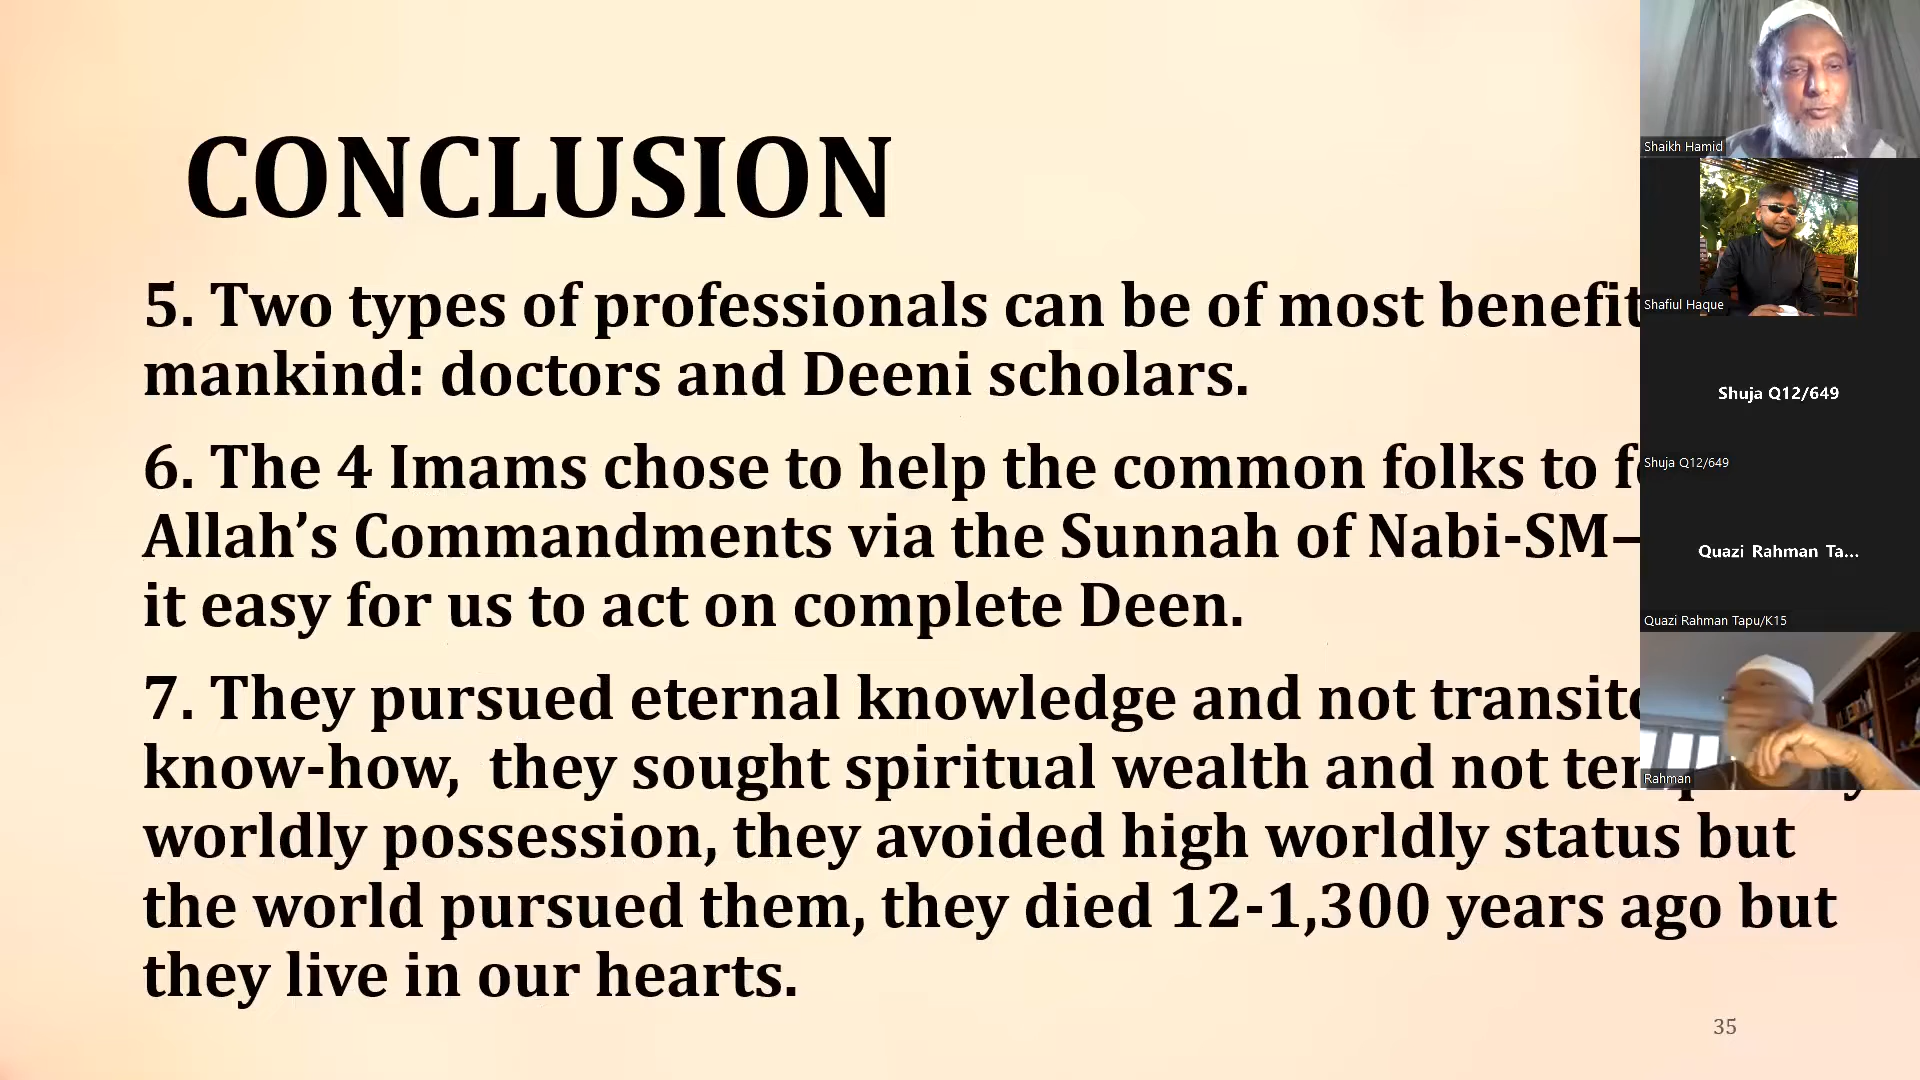 CONCLUSION
5. Two types of professionals can be of most benefit
mankind: doctors and Deeni scholars.
6. The 4 Imams chose to help the common folks to
Allah’s Commandments via the Sunnah of Nabi-SM—
it easy for us to act on complete Deen.
7. They pursued eternal knowledge and not
know-how, they sought spiritual wealth and not
worldly possession, they avoided high worldly status but
the world pursued them, they died 12-1,300 years ago but
they live in our hearts.
35
Shaikh Hamid
Shafiul Haque
Shuja Q12/649
Shuja Q12/649
Quazi Rahman Ta...
Quazi Rahman Tapu/K15
Rahman